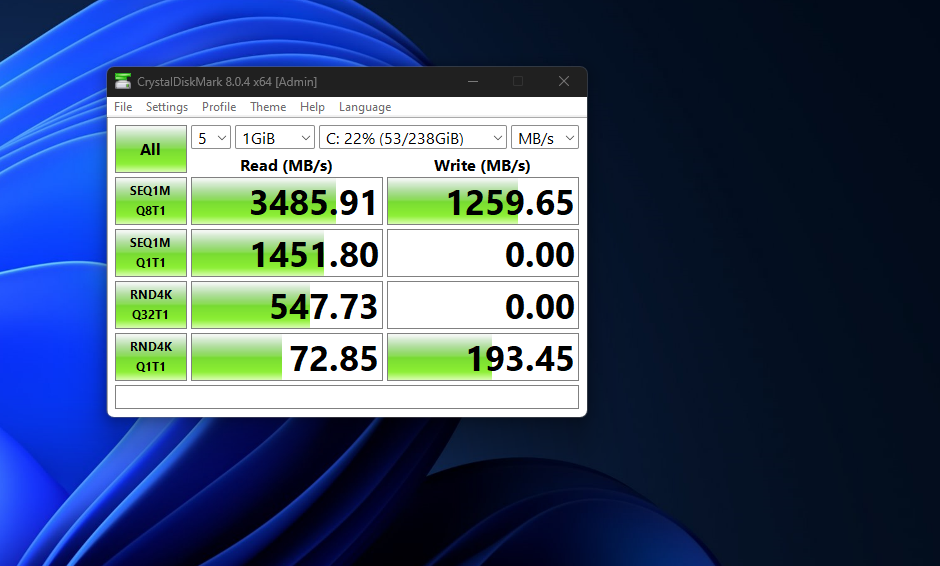 CrystalDiskMark 8.0.4 x64 [Admin]
File Settings Profile Theme Help Language
All 5 1GiB C: 22% (53/238GiB) MB/s
Read (MB/s) Write (MB/s)
SEQ1M Q8T1 3485.91 1259.65
SEQ1M Q1T1 1451.80 0.00
RND4K Q32T1 547.73 0.00
RND4K Q1T1 72.85 193.45